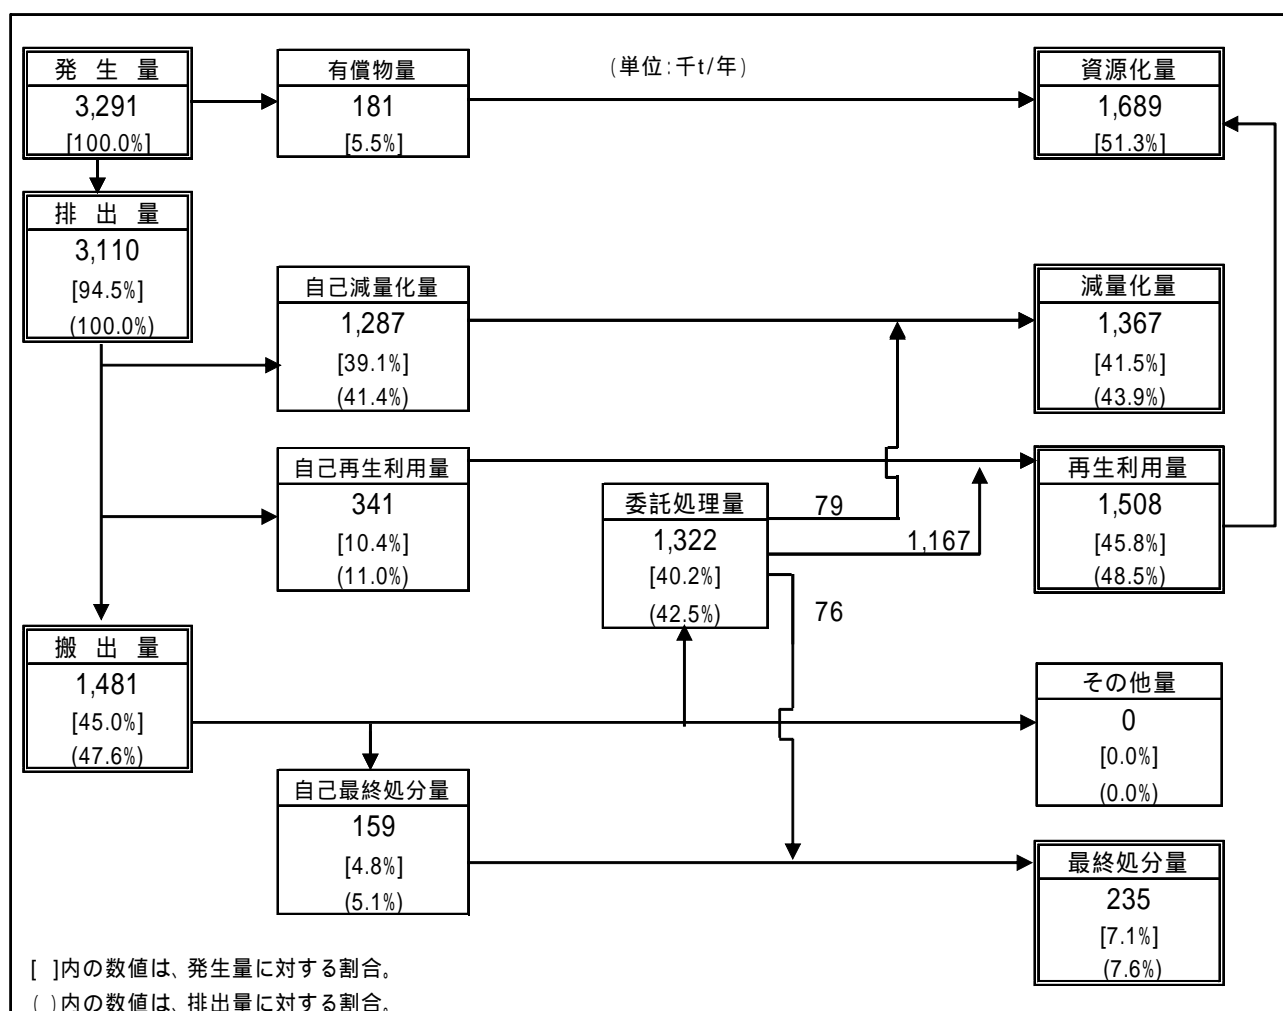 発 生 量
3,291
[100.0%]
有償物量
181
[5.5%]
(単位:千t/年)
資源化量
1,689
[51.3%]
排 出 量
3,110
[94.5%]
(100.0%)
自己減量化量
1,287
[39.1%]
(41.4%)
減量化量
1,367
[41.5%]
(43.9%)
自己再生利用量
341
[10.4%]
(11.0%)
委託処理量
1,322
[40.2%]
(42.5%)
79
1,167
76
再生利用量
1,508
[45.8%]
(48.5%)
搬 出 量
1,481
[45.0%]
(47.6%)
その他量
0
[0.0%]
(0.0%)
自己最終処分量
159
[4.8%]
(5.1%)
最終処分量
235
[7.1%]
(7.6%)
[ ]内の数値は、発生量に対する割合。
( )内の数値は、排出量に対する割合。